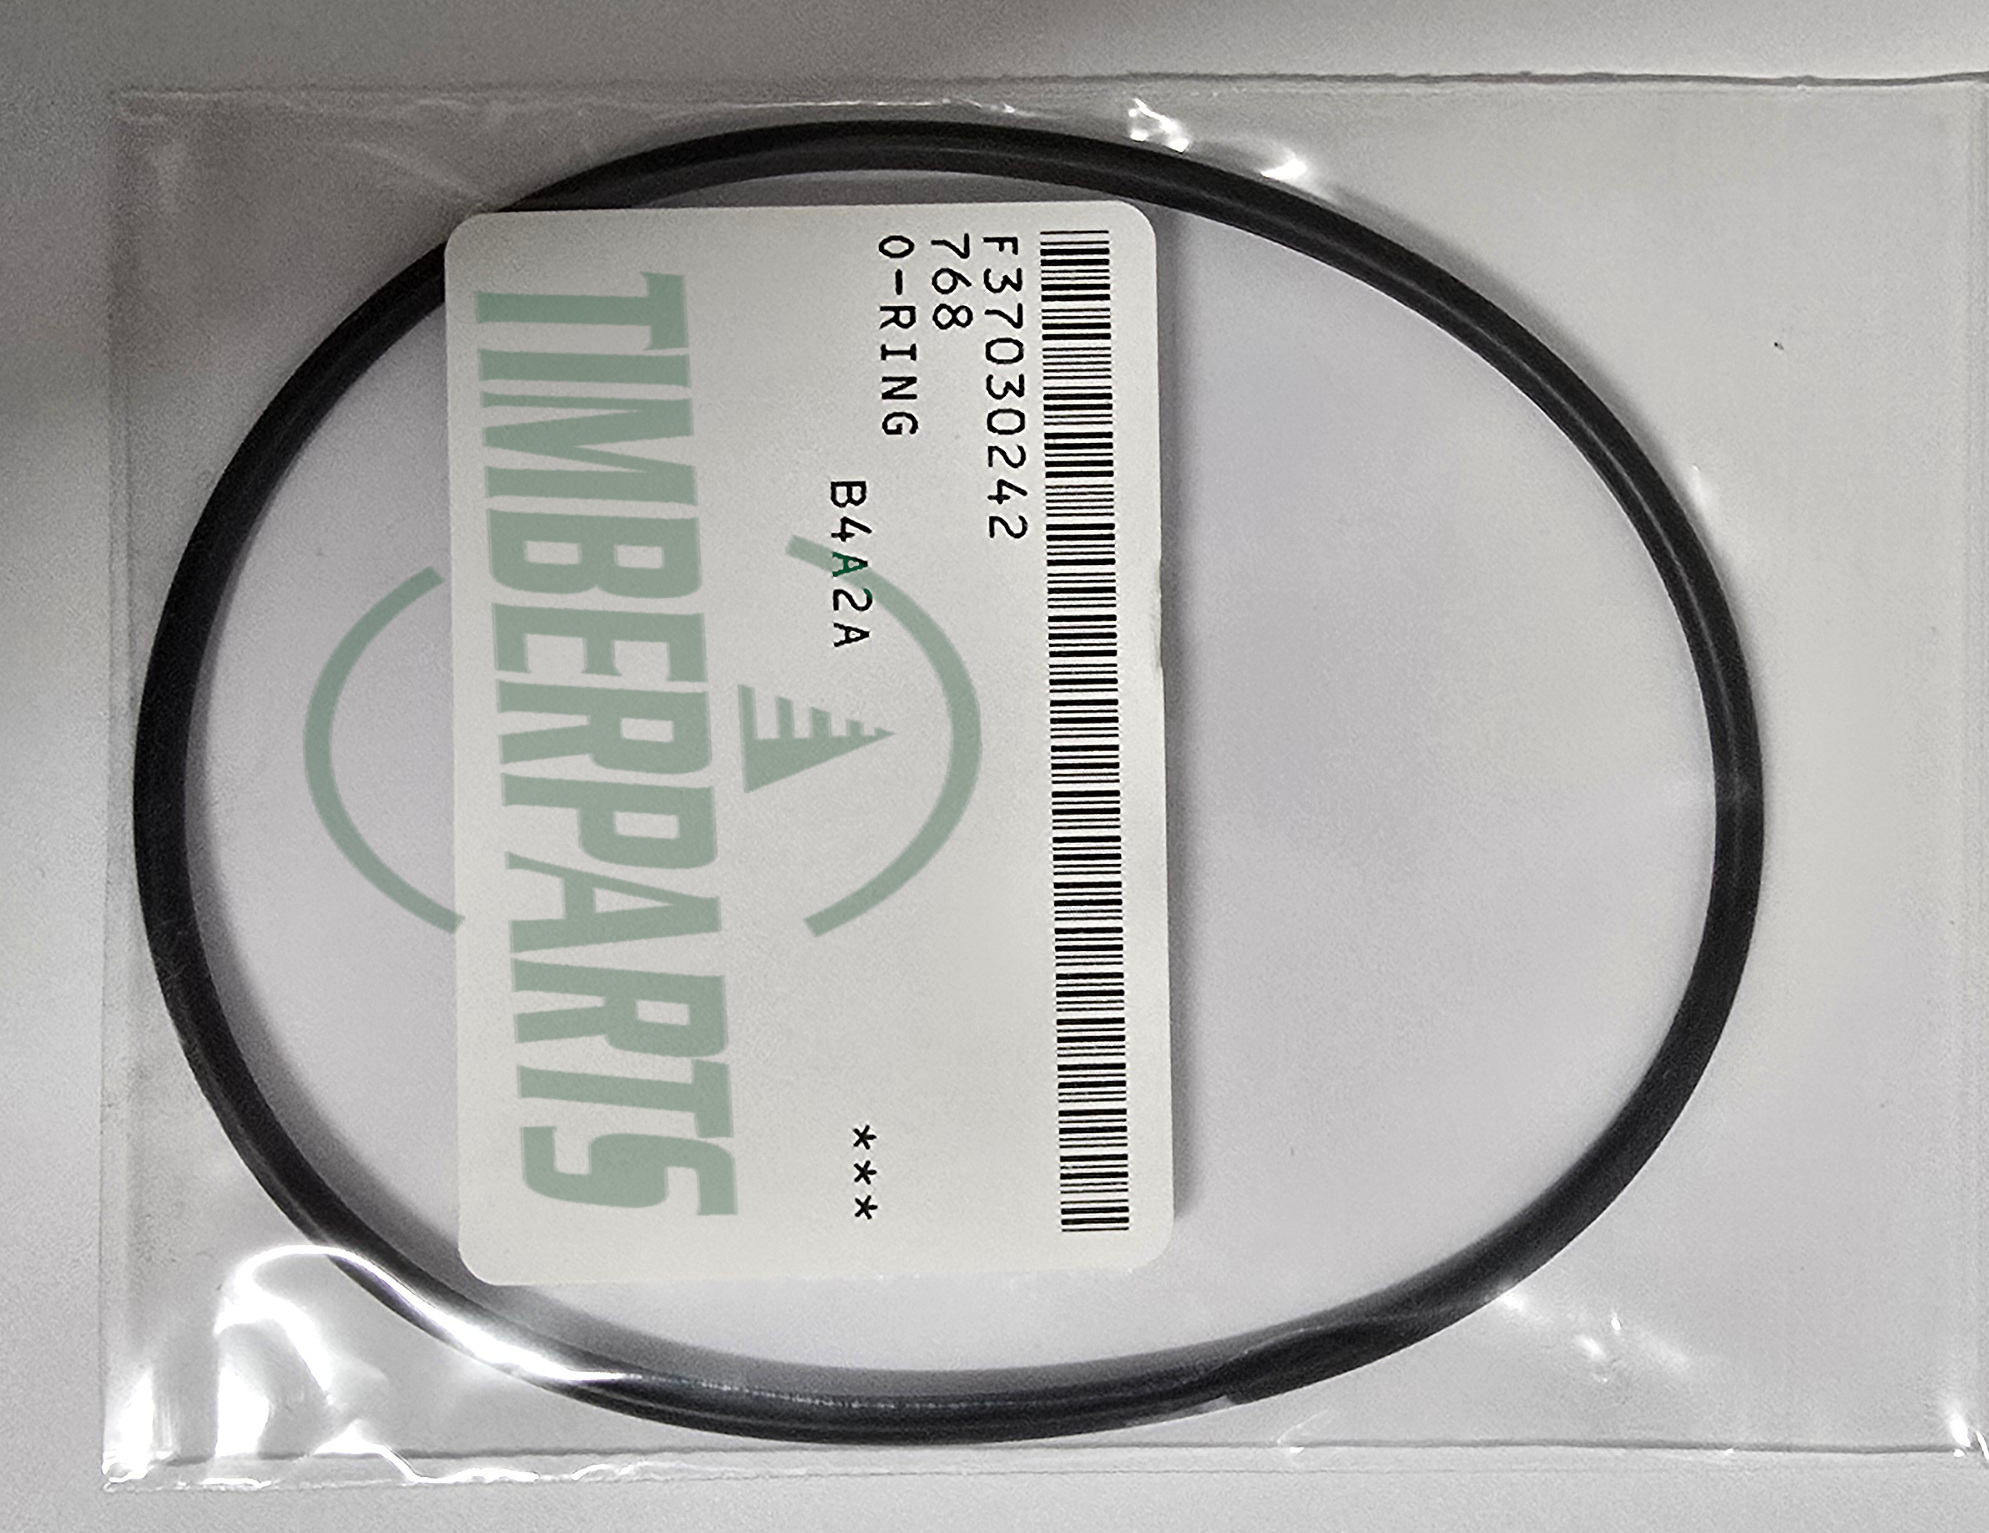 F37030242
768
O-RING
B4A2A
***
TIMBERPARTS